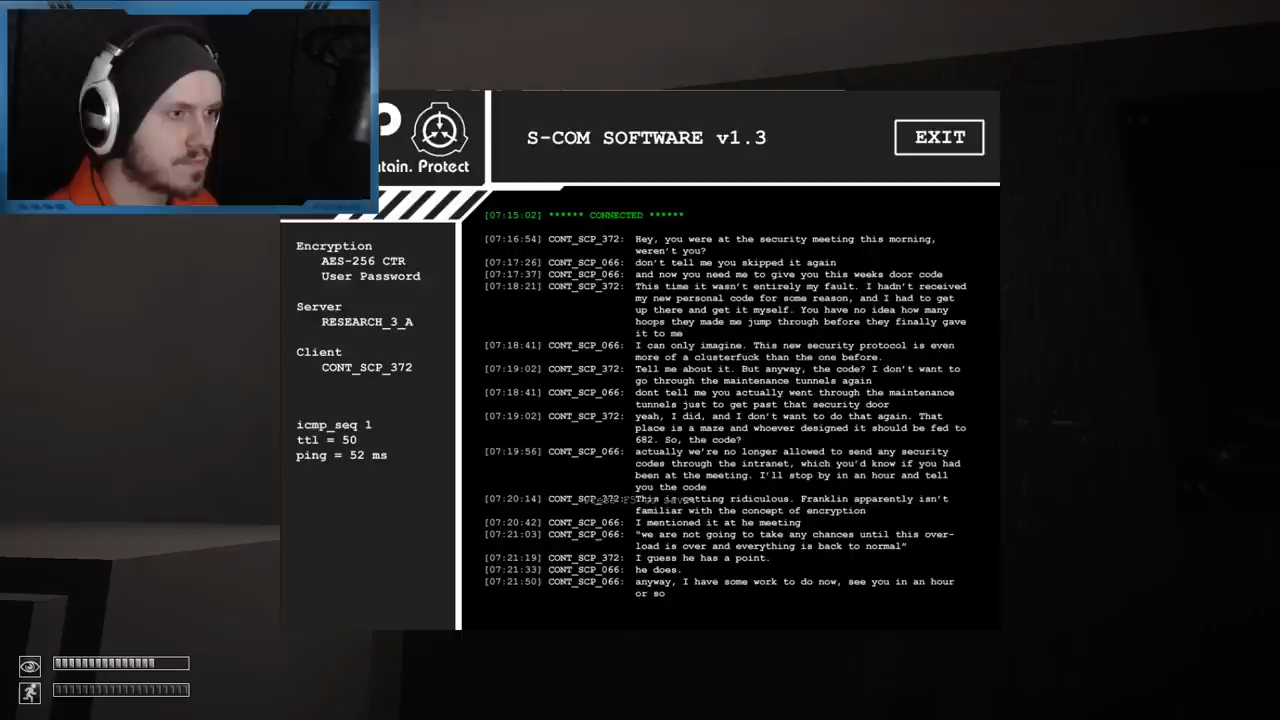 tain. Protect
S-COM SOFTWARE v1.3
EXIT
Encryption
AES-256 CTR
User Password
Server
RESEARCH_3_A
Client
CONT_SCP_372
icmp_seq 1
ttl = 50
ping = 52 ms
[07:15:02] ****** CONNECTED ******
[07:16:54] CONT_SCP_372: Hey, you were at the security meeting this morning,
weren't you?
[07:17:26] CONT_SCP_066: don't tell me you skipped it again
[07:17:37] CONT_SCP_066: and now you need me to give you this weeks door code
[07:18:21] CONT_SCP_372: This time it wasn't entirely my fault. I hadn't received
my new personal code for some reason, and I had to get
up there and get it myself. You have no idea how many
hoops they made me jump through before they finally gave
it to me
[07:18:41] CONT_SCP_066: I can only imagine. This new security protocol is even
more of a clusterfuck than the one before.
[07:19:02] CONT_SCP_372: Tell me about it. But anyway, the code? I don't want to
go through the maintenance tunnels again
[07:18:41] CONT_SCP_066: dont tell me you actually went through the maintenance
tunnels just to get past that security door
[07:19:02] CONT_SCP_372: yeah, I did, and I don't want to do that again. That
place is a maze and whoever designed it should be fed to
682. So, the code?
[07:19:56] CONT_SCP_066: actually we're no longer allowed to send any security
codes through the intranet, which you'd know if you had
been at the meeting. I'll stop by in an hour and tell
you the code
[07:20:14] CONT_SCP_372: This is getting ridiculous. Franklin apparently isn't
familiar with the concept of encryption
[07:20:42] CONT_SCP_066: I mentioned it at he meeting
[07:21:03] CONT_SCP_066: "we are not going to take any chances until this over-
load is over and everything is back to normal"
[07:21:19] CONT_SCP_372: I guess he has a point.
[07:21:33] CONT_SCP_066: he does.
[07:21:50] CONT_SCP_066: anyway, I have some work to do now, see you in an hour
or so